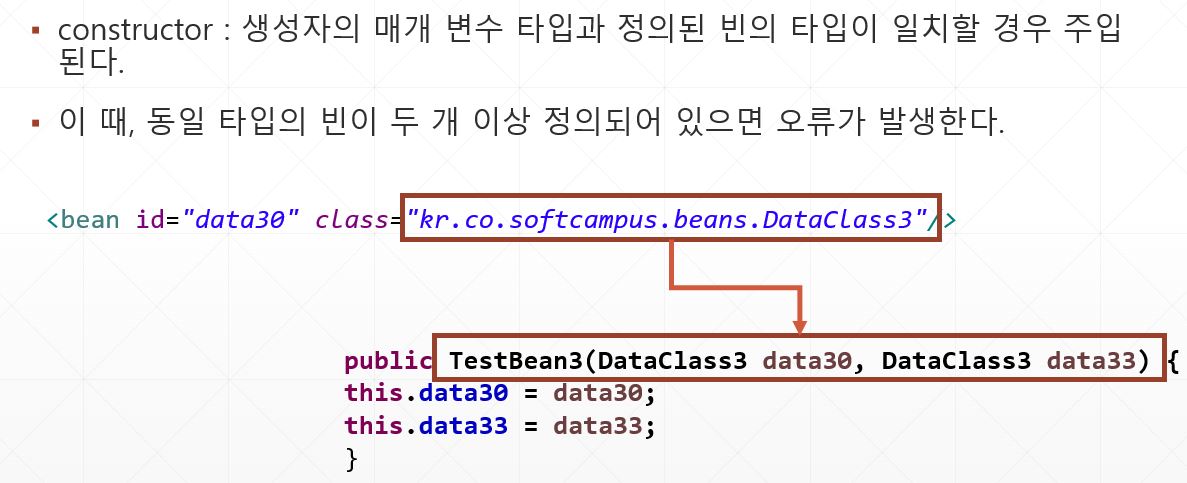 ▪ constructor : 생성자의 매개 변수 타입과 정의된 빈의 타입이 일치할 경우 주입
된다.
▪ 이 때, 동일 타입의 빈이 두 개 이상 정의되어 있으면 오류가 발생한다.
<bean id="data30" class="kr.co.softcampus.beans.DataClass3"/>
public TestBean3(DataClass3 data30, DataClass3 data33) {
this.data30 = data30;
this.data33 = data33;
}